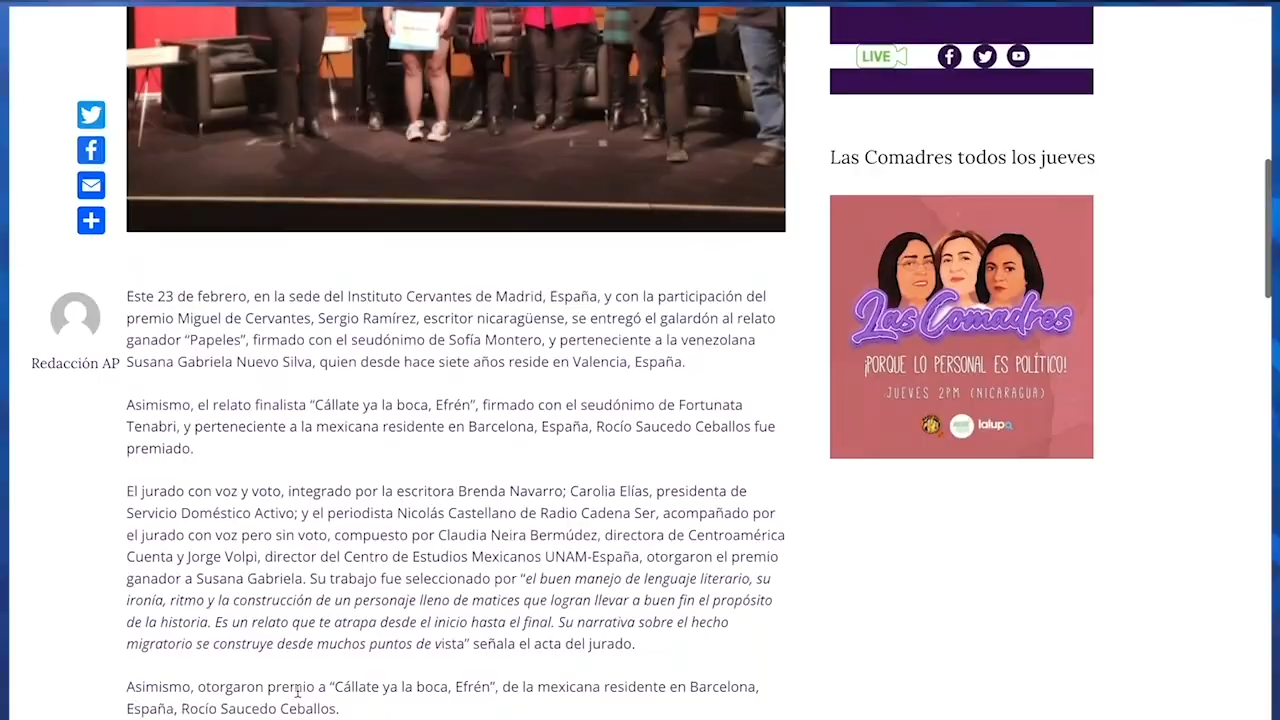 LIVE
Las Comadres todos los jueves
Las Comadres
¡PORQUE LO PERSONAL ES POLÍTICO!
JUEVES 2PM (NICARAGUA)
lalupa
Redacción AP
Este 23 de febrero, en la sede del Instituto Cervantes de Madrid, España, y con la participación del
premio Miguel de Cervantes, Sergio Ramírez, escritor nicaragüense, se entregó el galardón al relato
ganador “Papeles”, firmado con el seudónimo de Sofía Montero, y perteneciente a la venezolana
Susana Gabriela Nuevo Silva, quien desde hace siete años reside en Valencia, España.
Asimismo, el relato finalista “Cállate ya la boca, Efrén”, firmado con el seudónimo de Fortunata
Tenabri, y perteneciente a la mexicana residente en Barcelona, España, Rocío Saucedo Ceballos fue
premiado.
El jurado con voz y voto, integrado por la escritora Brenda Navarro; Carolia Elías, presidenta de
Servicio Doméstico Activo; y el periodista Nicolás Castellano de Radio Cadena Ser, acompañado por
el jurado con voz pero sin voto, compuesto por Claudia Neira Bermúdez, directora de Centroamérica
Cuenta y Jorge Volpi, director del Centro de Estudios Mexicanos UNAM-España, otorgaron el premio
ganador a Susana Gabriela. Su trabajo fue seleccionado por “el buen manejo de lenguaje literario, su
ironía, ritmo y la construcción de un personaje lleno de matices que logran llevar a buen fin el propósito
de la historia. Es un relato que te atrapa desde el inicio hasta el final. Su narrativa sobre el hecho
migratorio se construye desde muchos puntos de vista” señala el acta del jurado.
Asimismo, otorgaron premio a “Cállate ya la boca, Efrén”, de la mexicana residente en Barcelona,
España, Rocío Saucedo Ceballos.